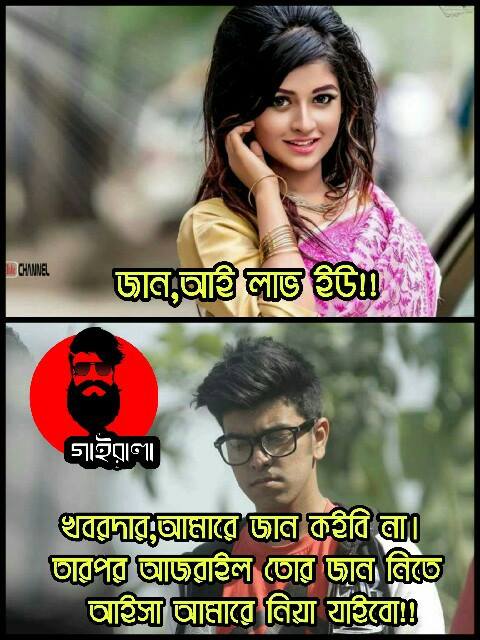 CHANNEL
জান,আই লাভ ইউ!!
গাইরালা
খবরদার,আমারে জান কইবি না।
তারপর আজরাইল তোর জান নিতে
আইসা আমারে নিয়া যাইবো!!